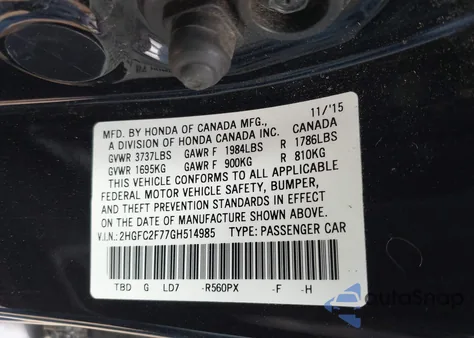 11/'15
MFD. BY HONDA OF CANADA MFG.,
A DIVISION OF HONDA CANADA INC. CANADA
GVWR 3737LBS GAWR F 1984LBS R 1786LBS
GVWR 1695KG GAWR F 900KG R 810KG
THIS VEHICLE CONFORMS TO ALL APPLICABLE
FEDERAL MOTOR VEHICLE SAFETY, BUMPER,
AND THEFT PREVENTION STANDARDS IN EFFECT
ON THE DATE OF MANUFACTURE SHOWN ABOVE.
V.I.N.: 2HGFC2F77GH514985 TYPE: PASSENGER CAR
TBD G LD7 -R560PX -F -H
autoSnap